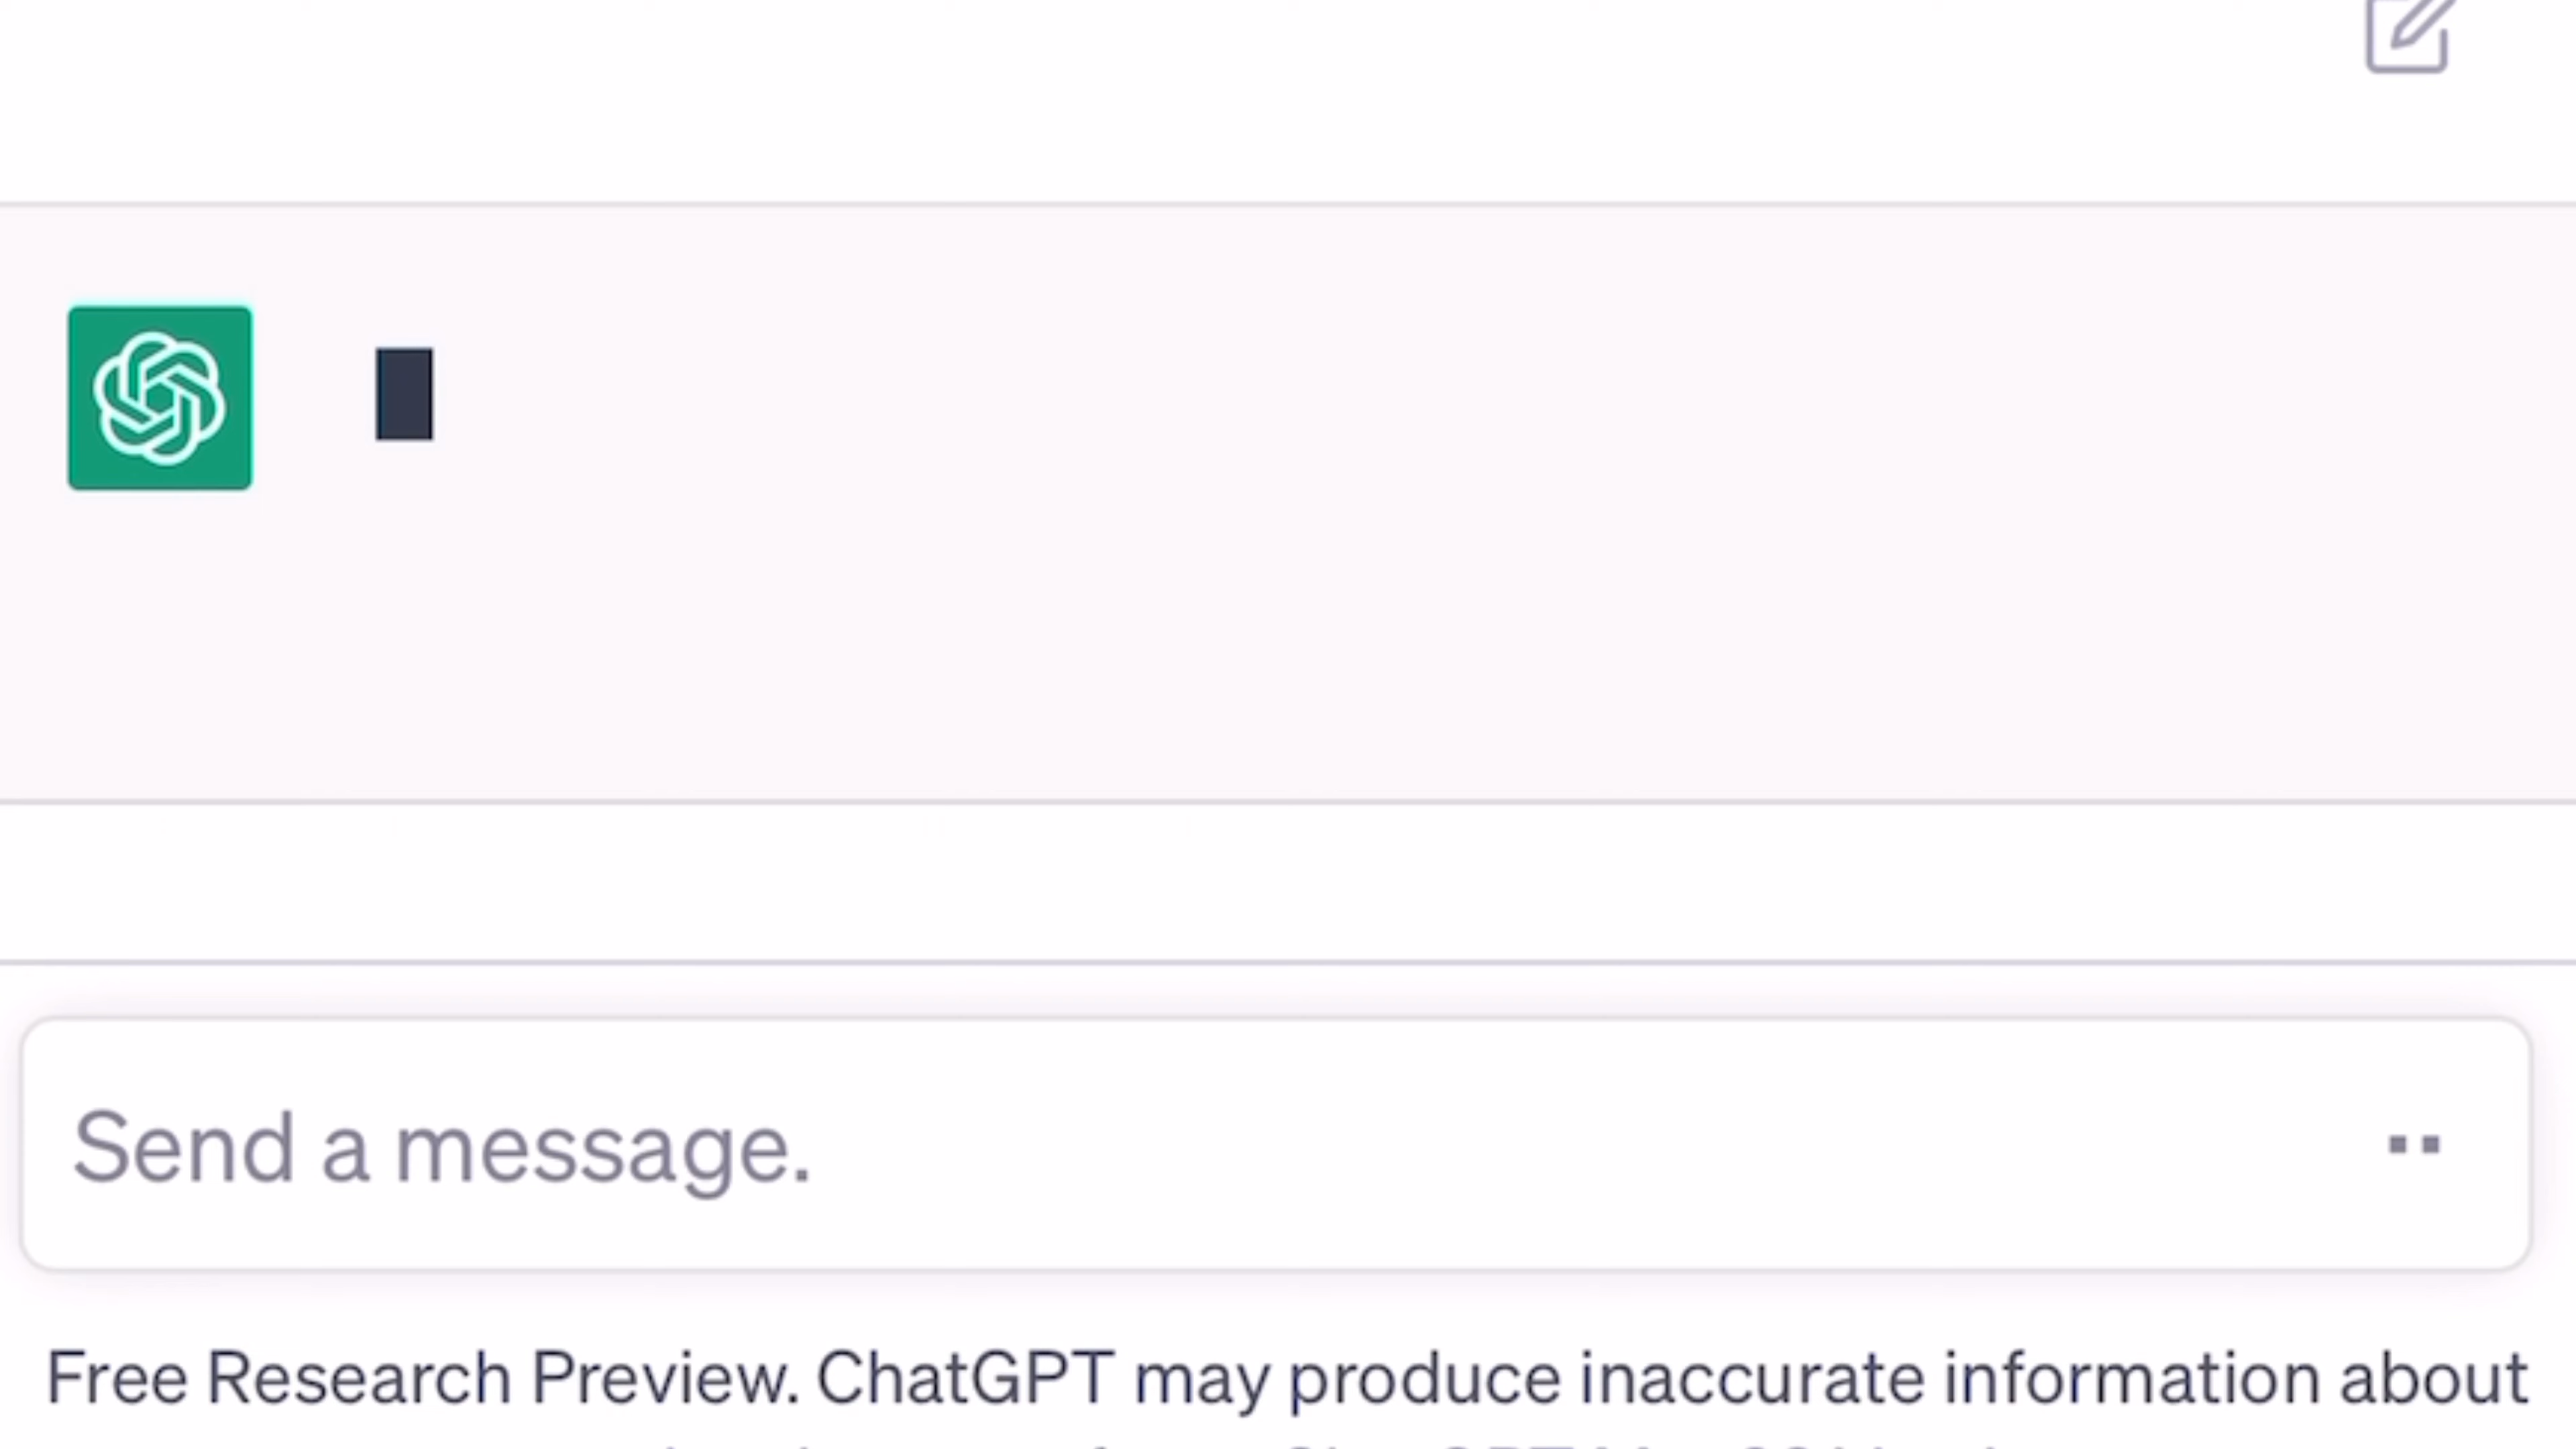 Send a message.
Free Research Preview. ChatGPT may produce inaccurate information about